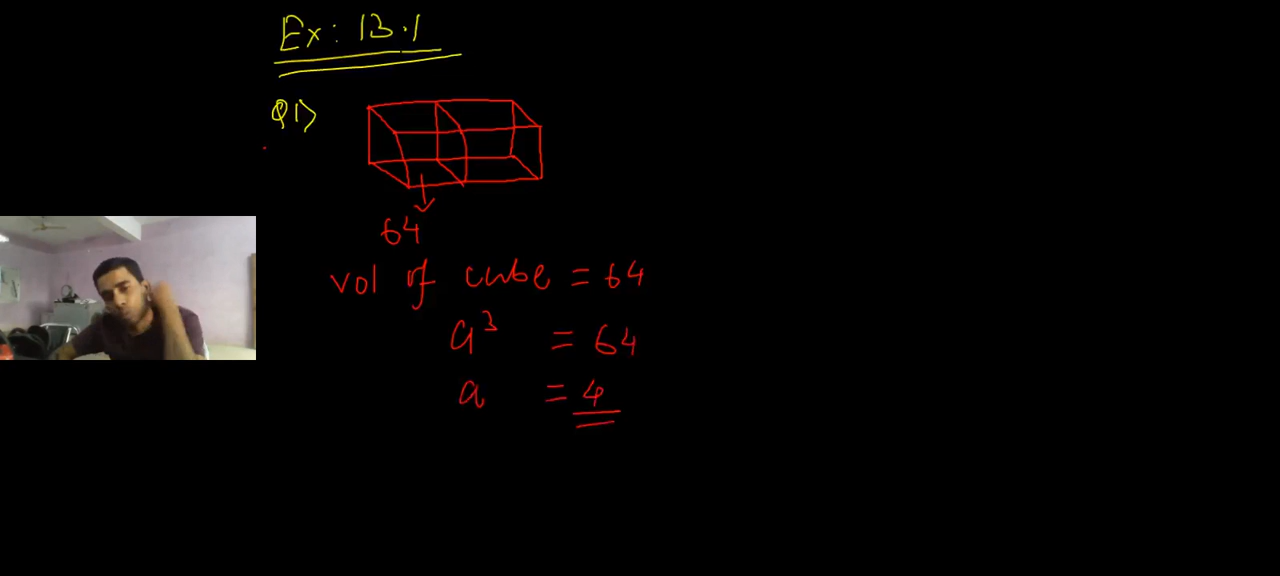 Ex: 13.1
Q1>
64
vol of cube = 64
a³ = 64
a = 4